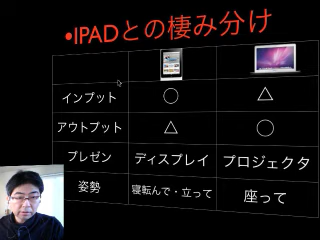 •IPADとの棲み分け
インプット ○ △
アウトプット △ ○
プレゼン ディスプレイ プロジェクタ
姿勢 寝転んで・立って 座って